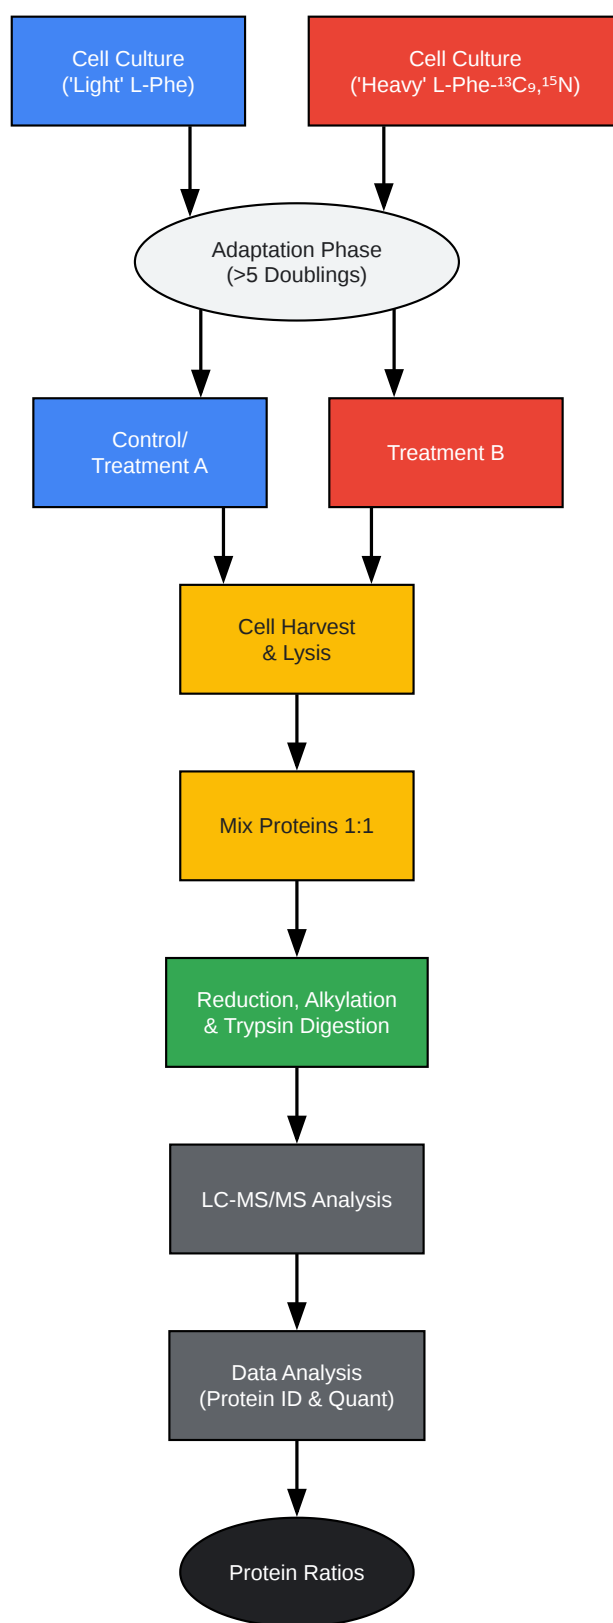 Cell Culture
('Light' L-Phe)
Cell Culture
('Heavy' L-Phe-¹³C₉,¹⁵N)
Adaptation Phase
(>5 Doublings)
Control/
Treatment A
Treatment B
Cell Harvest
& Lysis
Mix Proteins 1:1
Reduction, Alkylation
& Trypsin Digestion
LC-MS/MS Analysis
Data Analysis
(Protein ID & Quant)
Protein Ratios